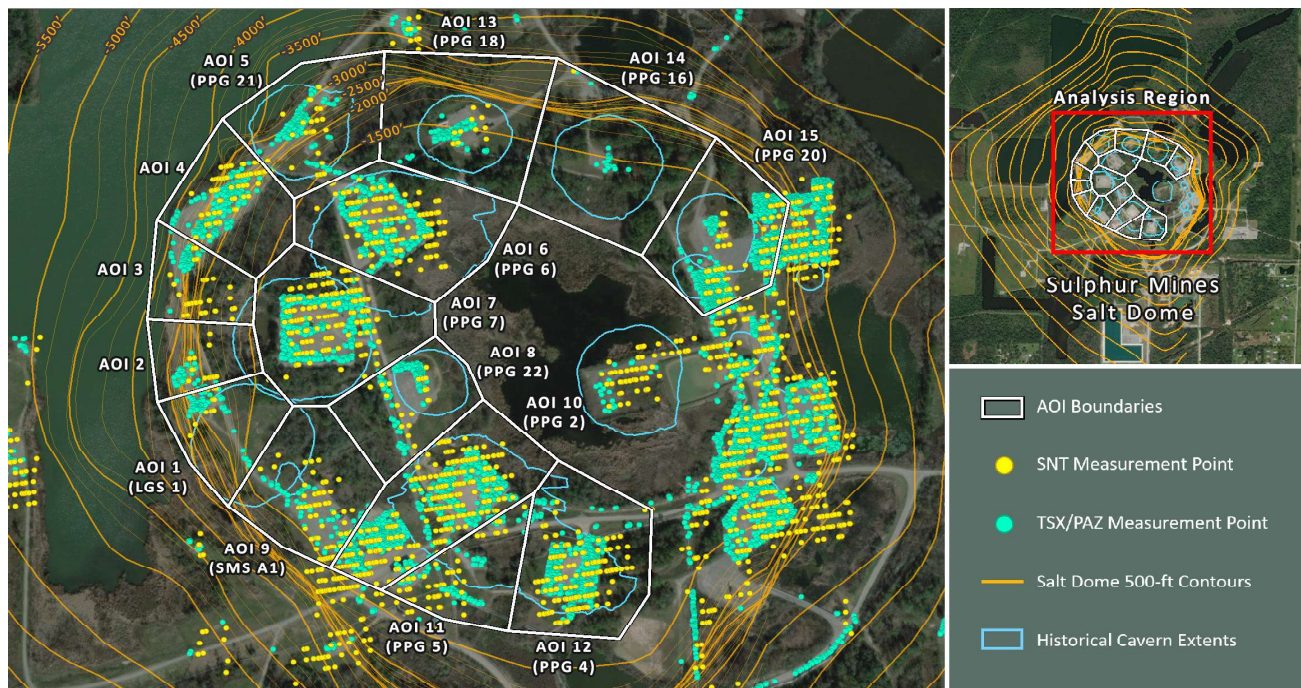 -5500'
-5000'
-4500'
-4000'
-3500'
-3000'
-2500'
-2000'
-1500'
AOI 13
(PPG 18)
AOI 5
(PPG 21)
AOI 14
(PPG 16)
AOI 15
(PPG 20)
AOI 4
AOI 3
AOI 6
(PPG 6)
AOI 7
(PPG 7)
AOI 2
AOI 8
(PPG 22)
AOI 10
(PPG 2)
AOI 1
(LGS 1)
AOI 9
(SMS A1)
AOI 11
(PPG 5)
AOI 12
(PPG 4)
Analysis Region
Sulphur Mines
Salt Dome
AOI Boundaries
SNT Measurement Point
TSX/PAZ Measurement Point
Salt Dome 500-ft Contours
Historical Cavern Extents